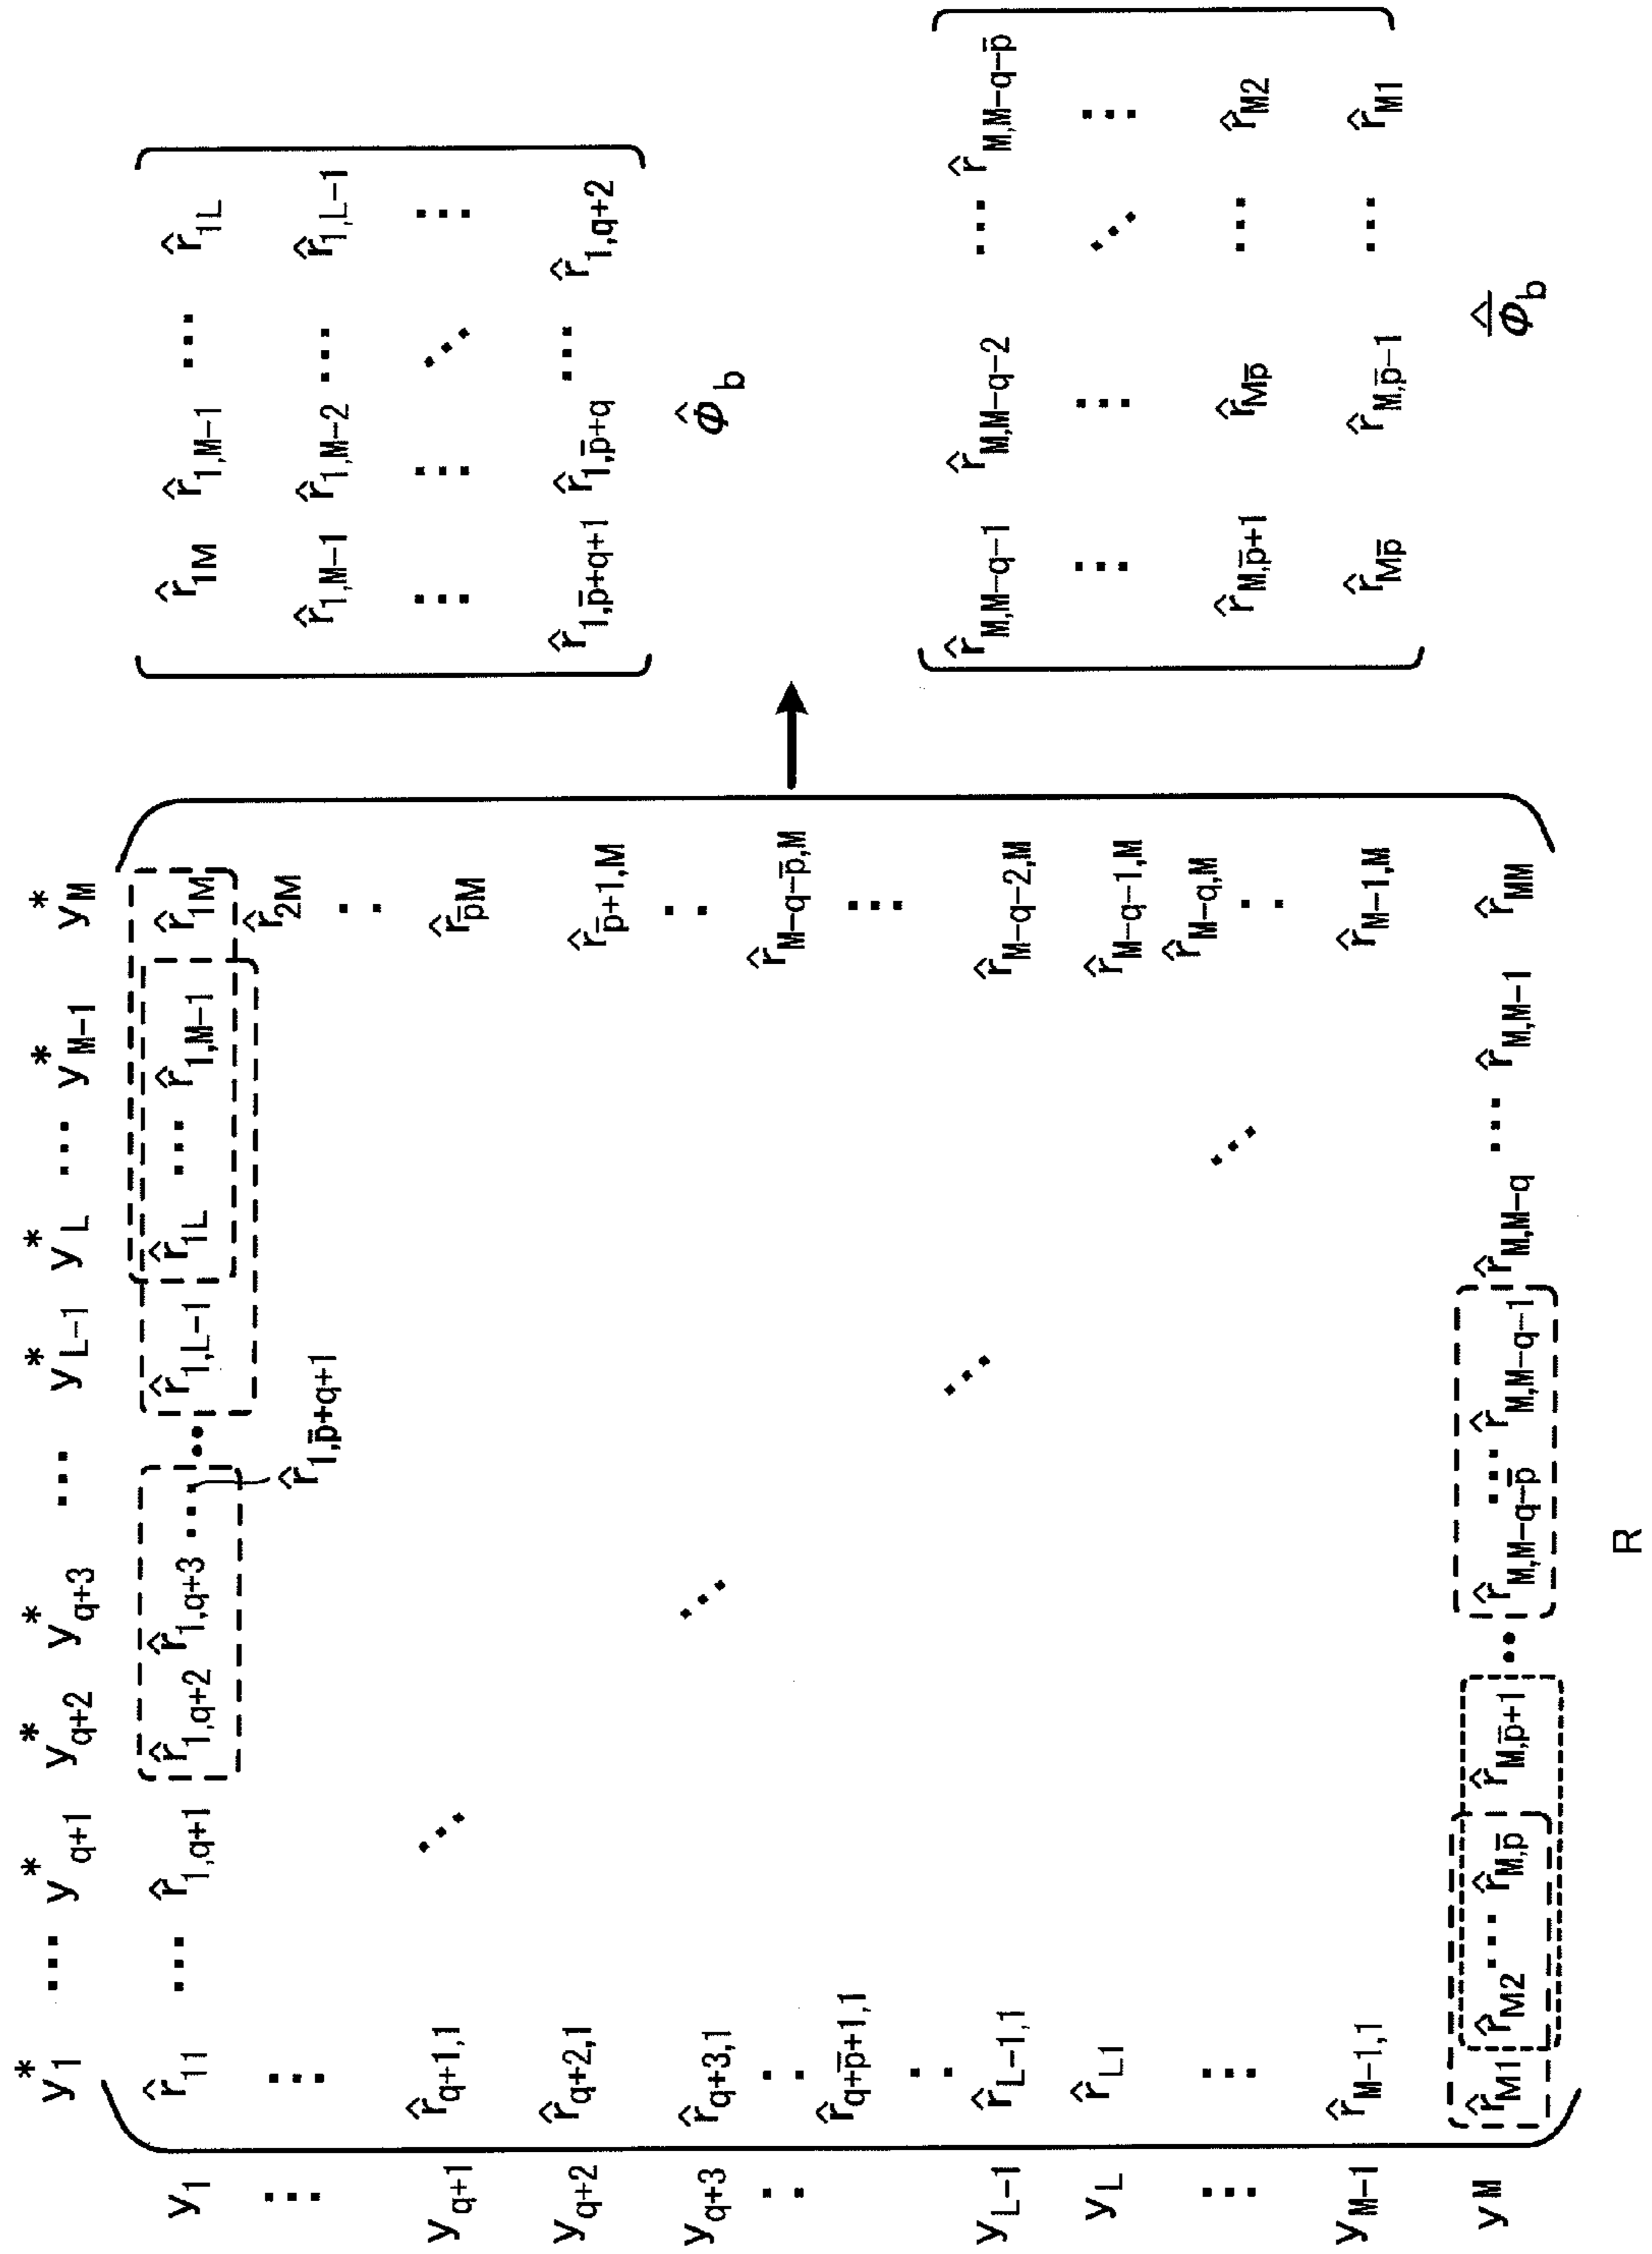 y*1 ... y*q+1 y*q+2 y*q+3 ... y*L-1 y*L ... y*M-1 y*M
y1 r̂11 ... r̂1,q+1 r̂1,q+2 r̂1,q+3 ... •• r̂1,L-1 r̂1L ... r̂1,M-1 r̂1M
r̂1,p̄+q+1
⋮ ⋮ r̂2M
⋮
yq+1 r̂q+1,1 ⋱ r̂p̄M
yq+2 r̂q+2,1 r̂p̄+1,M
⋮
yq+3 r̂q+3,1 ⋱ r̂M-q-p̄,M
⋮ ⋮
r̂q+p̄+1,1 ⋮
⋮
yL-1 r̂L-1,1 ⋱ r̂M-q-2,M
yL r̂L1 r̂M-q-1,M
r̂M-q,M
⋮ ⋮ ⋱ ⋮
yM-1 r̂M-1,1 r̂M-1,M
yM r̂M1 r̂M2 ... r̂M,p̄ r̂M,p̄+1 •• r̂M,M-q-p̄ ... r̂M,M-q-1 r̂M,M-q ... r̂M,M-1 r̂MM
R
r̂1M r̂1,M-1 ... r̂1L
r̂1,M-1 r̂1,M-2 ... r̂1,L-1
⋮ ⋮ ⋱ ⋮
r̂1,p̄+q+1 r̂1,p̄+q ... r̂1,q+2
Φ̂b
r̂M,M-q-1 r̂M,M-q-2 ... r̂M,M-q-p̄
⋮ ⋮ ⋱ ⋮
r̂M,p̄+1 r̂Mp̄ ... r̂M2
r̂Mp̄ r̂M,p̄-1 ... r̂M1
Φ̄̂b